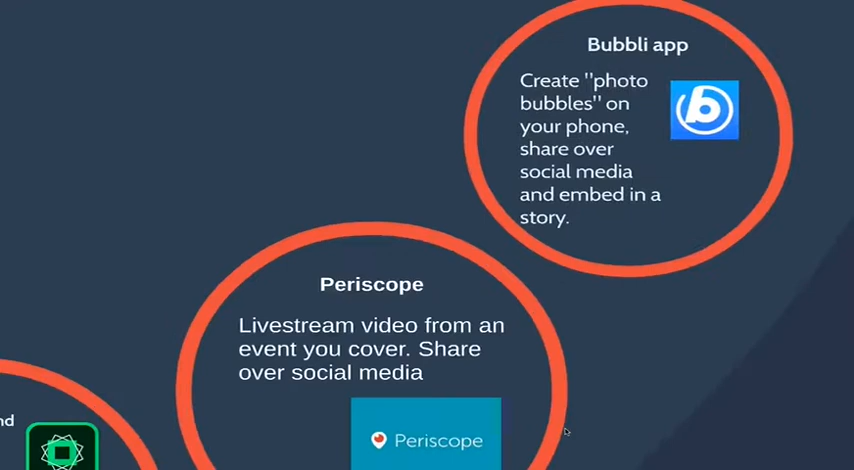 Bubbli app
Create "photo
bubbles" on
your phone,
share over
social media
and embed in a
story.
Periscope
Livestream video from an
event you cover. Share
over social media
Periscope
nd